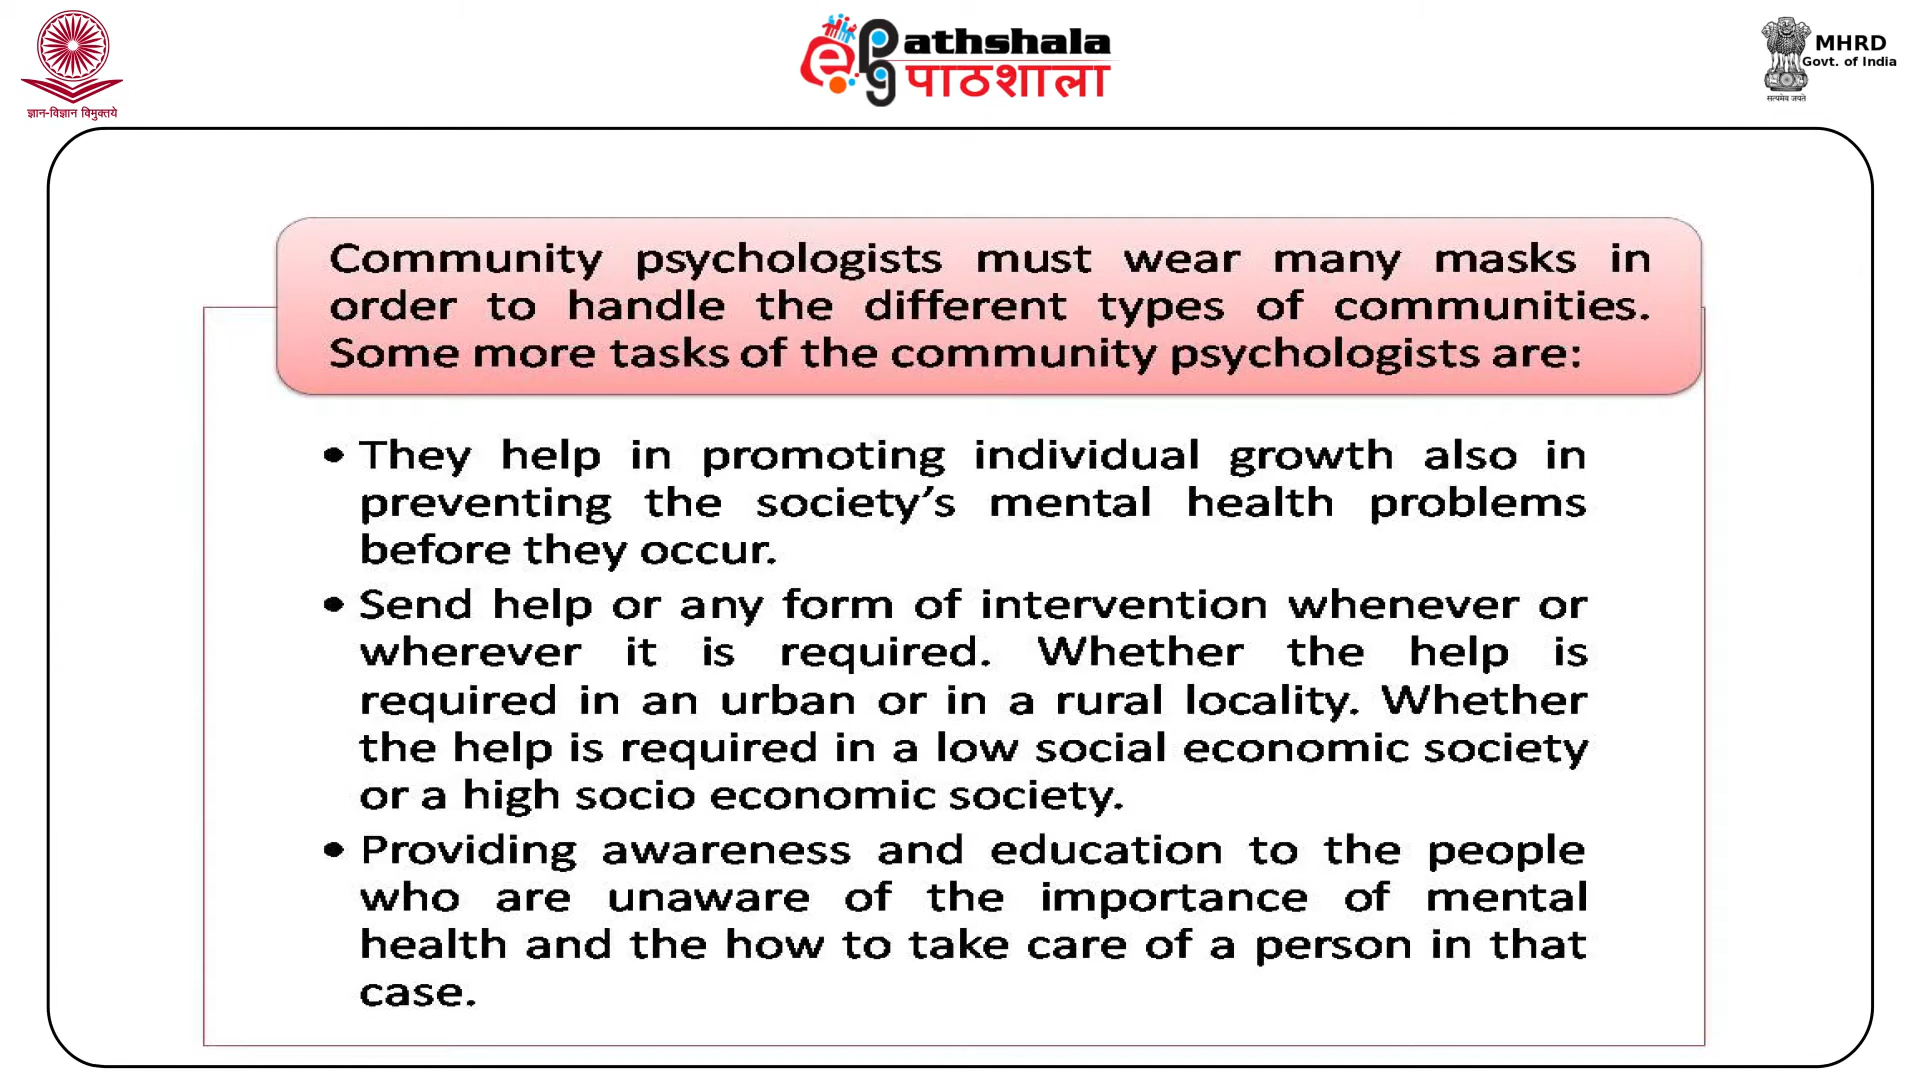 ज्ञान-विज्ञान विमुक्तये
e
pg
athshala
पाठशाला
MHRD
Govt. of India
सत्यमेव जयते
Community psychologists must wear many masks in
order to handle the different types of communities.
Some more tasks of the community psychologists are:
• They help in promoting individual growth also in
preventing the society’s mental health problems
before they occur.
• Send help or any form of intervention whenever or
wherever it is required. Whether the help is
required in an urban or in a rural locality. Whether
the help is required in a low social economic society
or a high socio economic society.
• Providing awareness and education to the people
who are unaware of the importance of mental
health and the how to take care of a person in that
case.